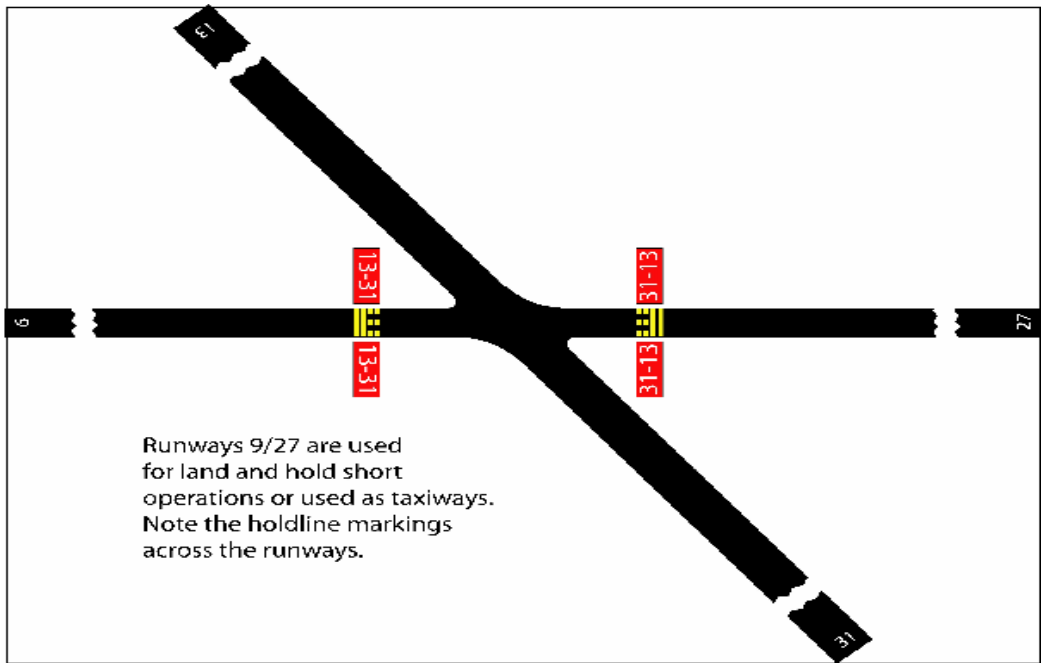 13
13-31
31-13
9
27
13-31
31-13
Runways 9/27 are used
for land and hold short
operations or used as taxiways.
Note the holdline markings
across the runways.
31